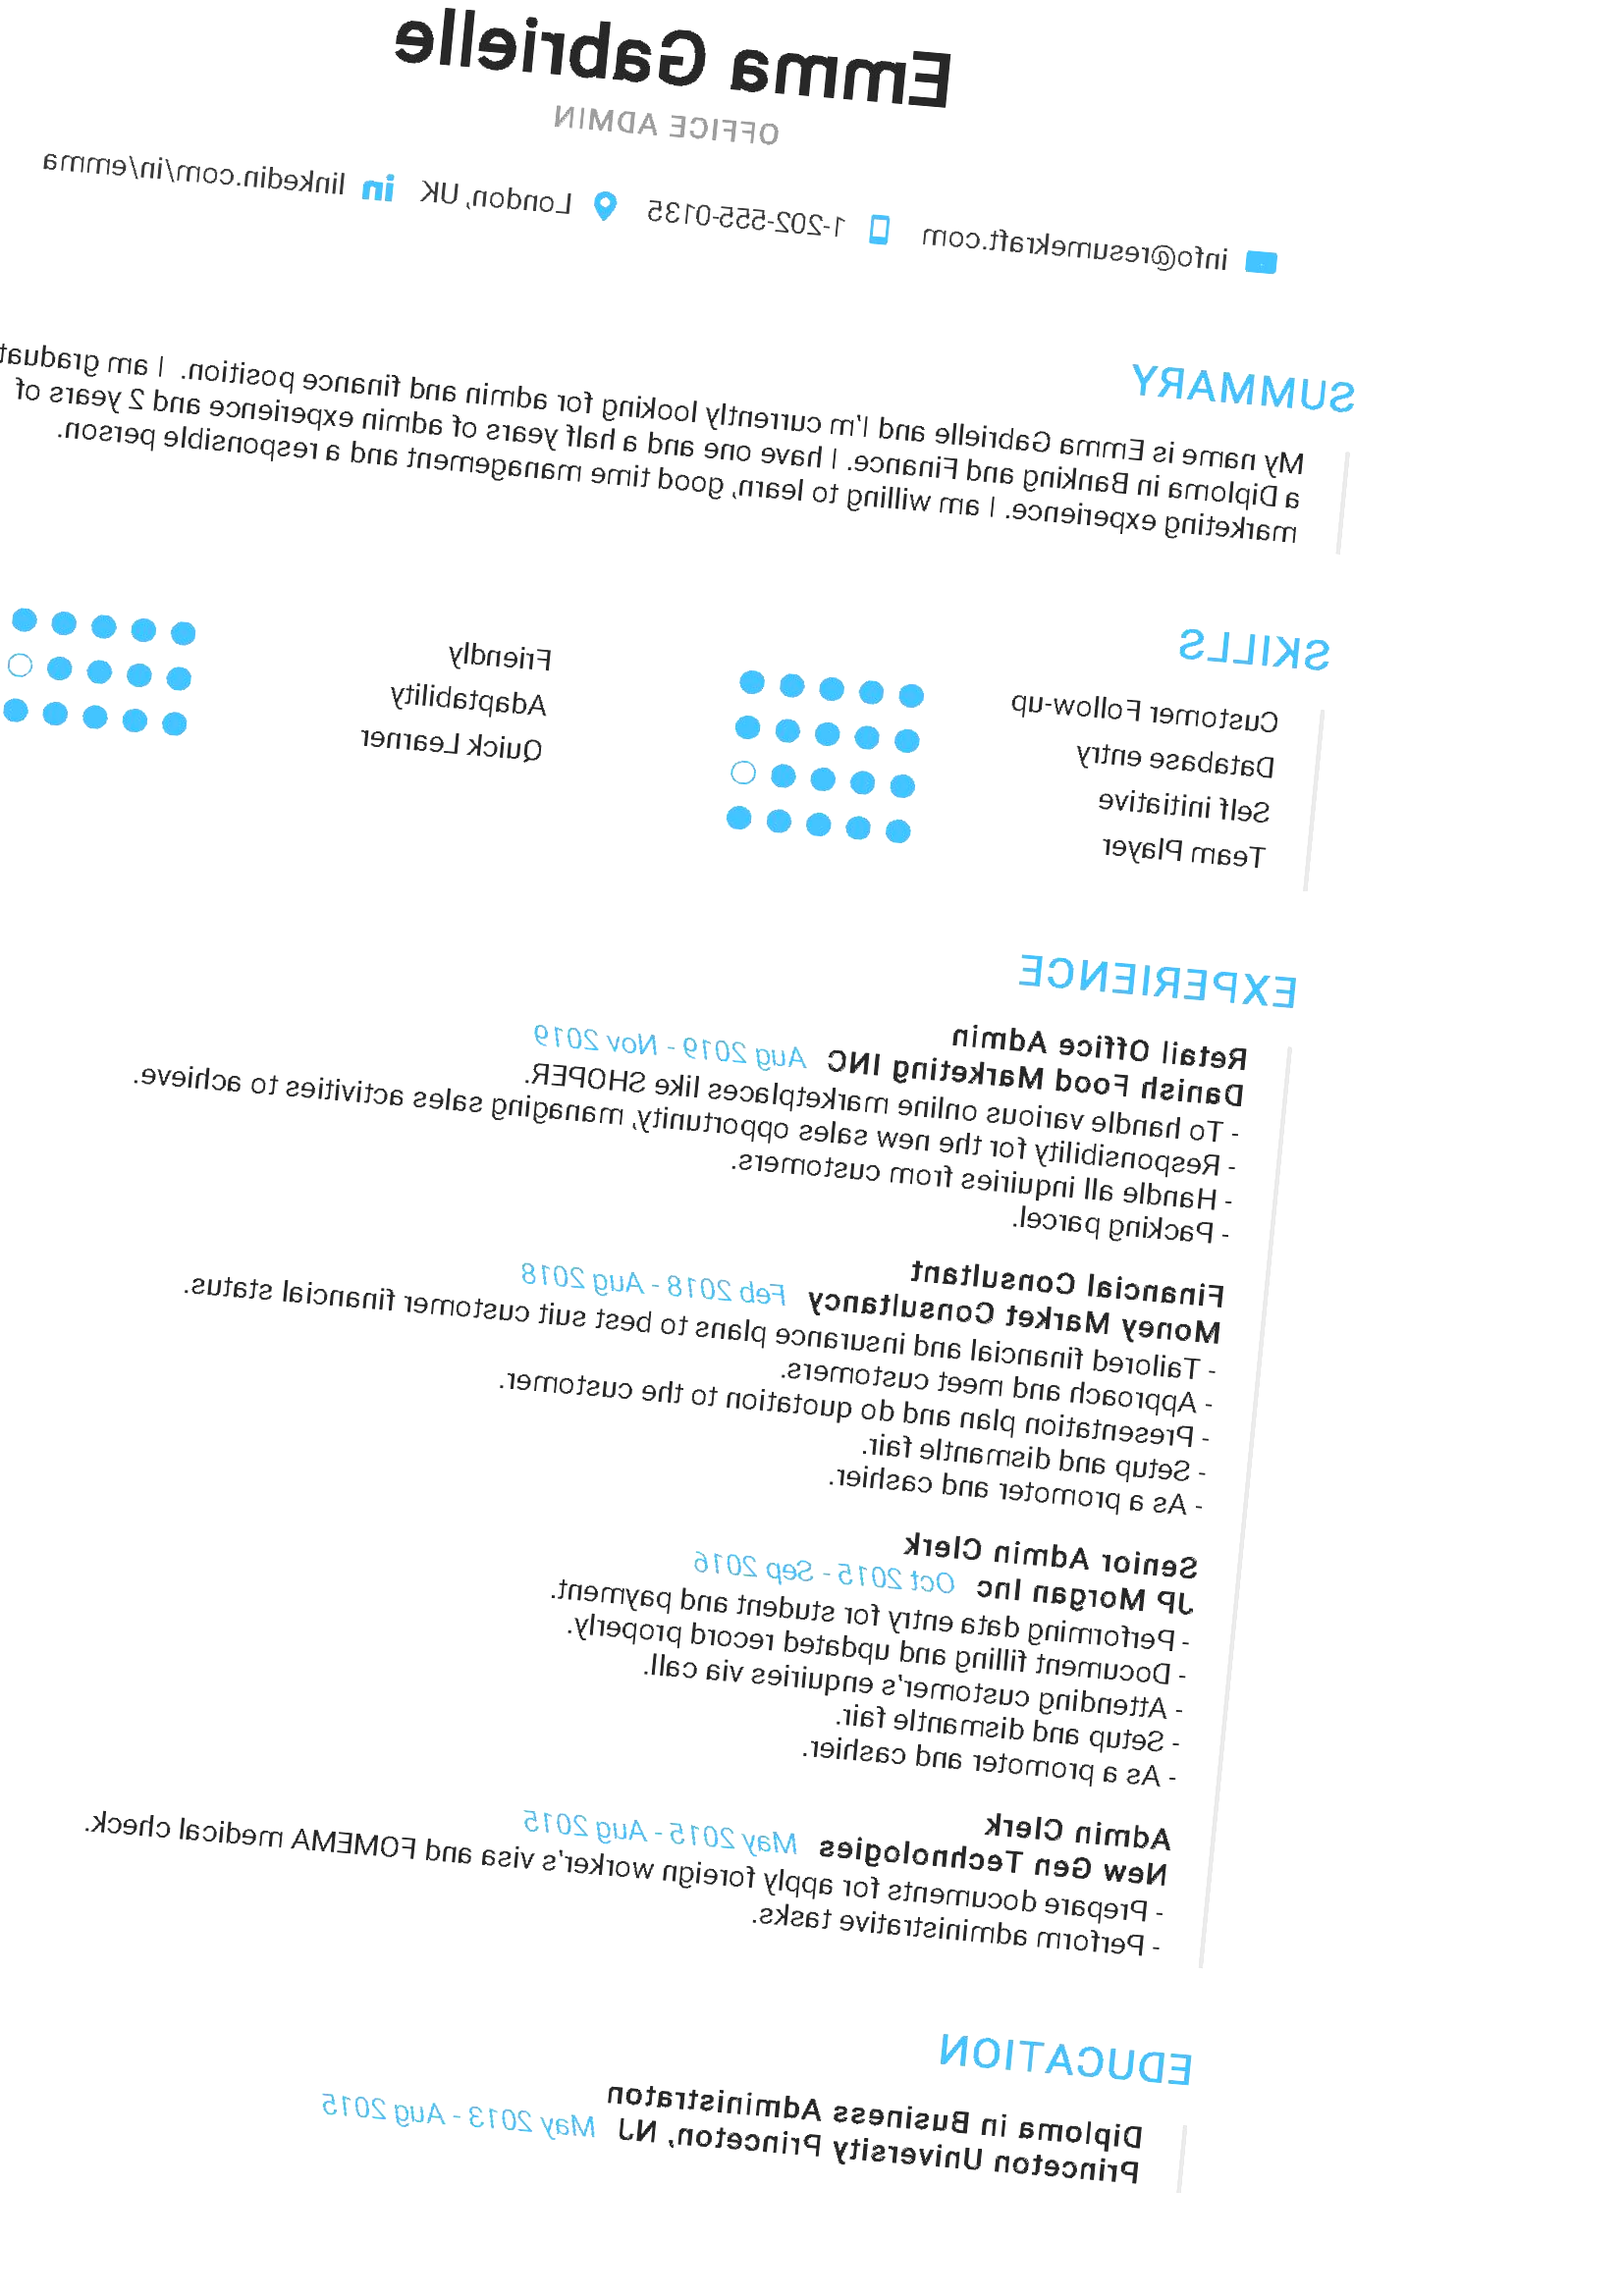 Emma Gabrielle
OFFICE ADMIN
info@resumekraft.com 1-202-555-0135 London, UK linkedin.com/in/emma
SUMMARY
My name is Emma Gabrielle and I'm currently looking for admin and finance position. I am graduat
a Diploma in Banking and Finance. I have one and a half years of admin experience and 2 years of
marketing experience. I am willing to learn, good time management and a responsible person.
SKILLS
Customer Follow-up
Database entry
Self initiative
Team Player
Friendly
Adaptability
Quick Learner
EXPERIENCE
Retail Office Admin
Danish Food Marketing INC Aug 2019 - Nov 2019
- To handle various online marketplaces like SHOPER.
- Responsibility for the new sales opportunity, managing sales activities to achieve.
- Handle all inquiries from customers.
- Packing parcel.
Financial Consultant
Money Market Consultancy Feb 2018 - Aug 2018
- Tailored financial and insurance plans to best suit customer financial status.
- Approach and meet customers.
- Presentation plan and do quotation to the customer.
- Setup and dismantle fair.
- As a promoter and cashier.
Senior Admin Clerk
JP Morgan Inc Oct 2015 - Sep 2016
- Performing data entry for student and payment.
- Document filling and updated record properly.
- Attending customer's enquiries via call.
- Setup and dismantle fair.
- As a promoter and cashier.
Admin Clerk
New Gen Technologies May 2015 - Aug 2015
- Prepare documents for apply foreign worker's visa and FOMEMA medical check.
- Perform administrative tasks.
EDUCATION
Diploma in Business Administraton
Princeton University Princeton, NJ May 2013 - Aug 2015